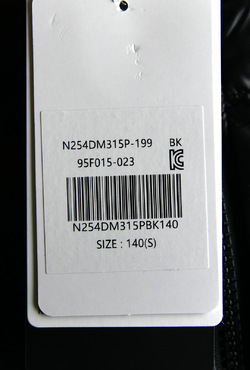 N254DM315P-199 BK
95F015-023
N254DM315PBK140
SIZE : 140(S)